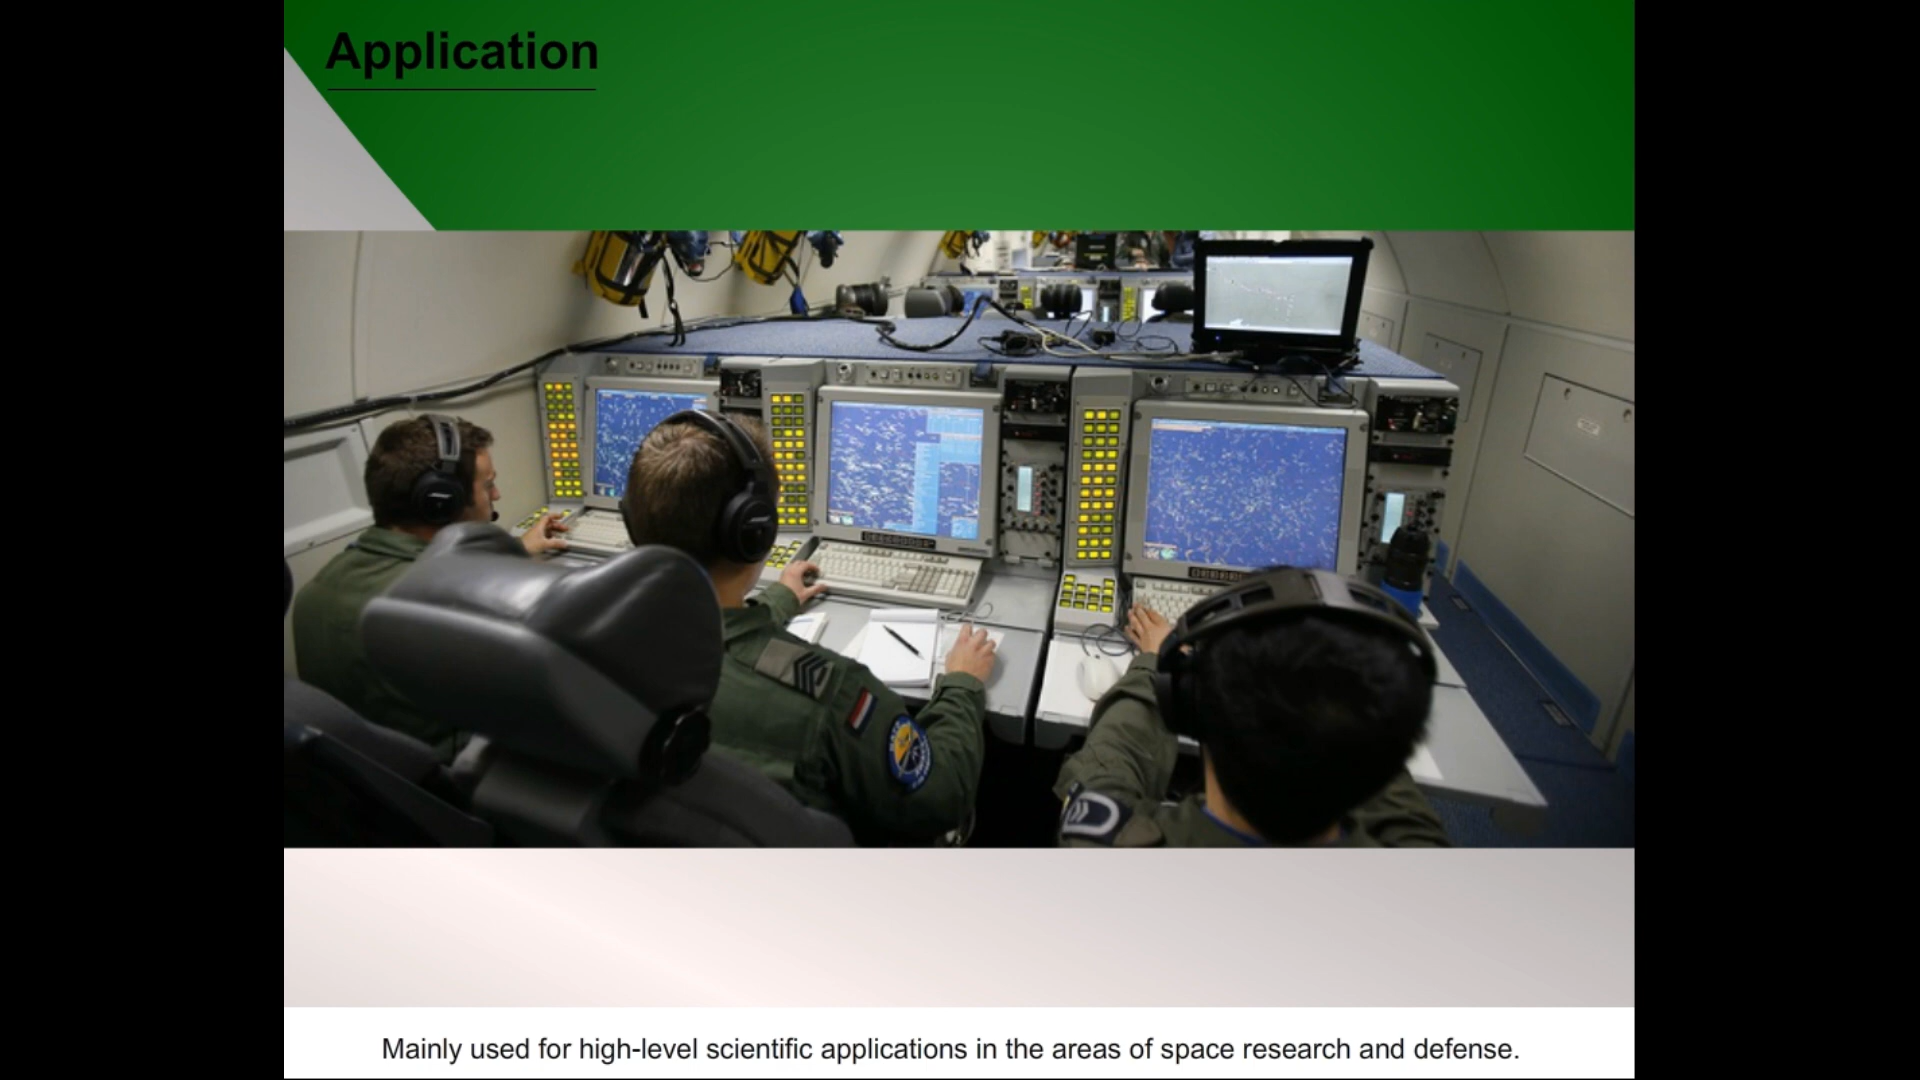 Application
Mainly used for high-level scientific applications in the areas of space research and defense.